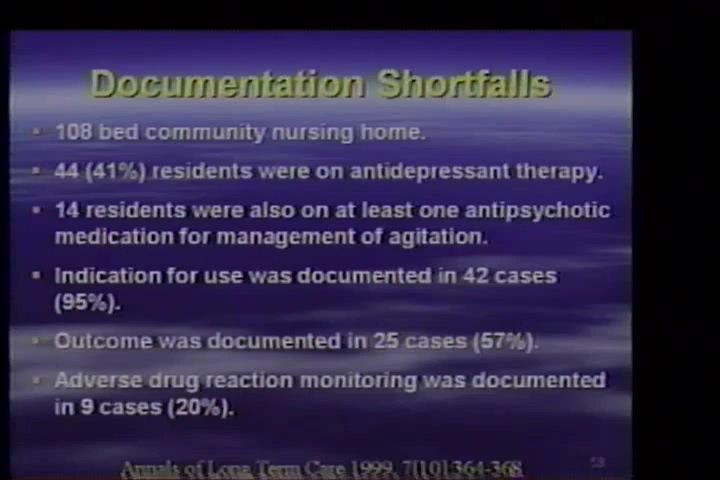 Documentation Shortfalls
▪ 108 bed community nursing home.
▪ 44 (41%) residents were on antidepressant therapy.
▪ 14 residents were also on at least one antipsychotic
medication for management of agitation.
▪ Indication for use was documented in 42 cases
(95%).
▪ Outcome was documented in 25 cases (57%).
▪ Adverse drug reaction monitoring was documented
in 9 cases (20%).
Annals of Long Term Care 1999, 7[10]:364-368